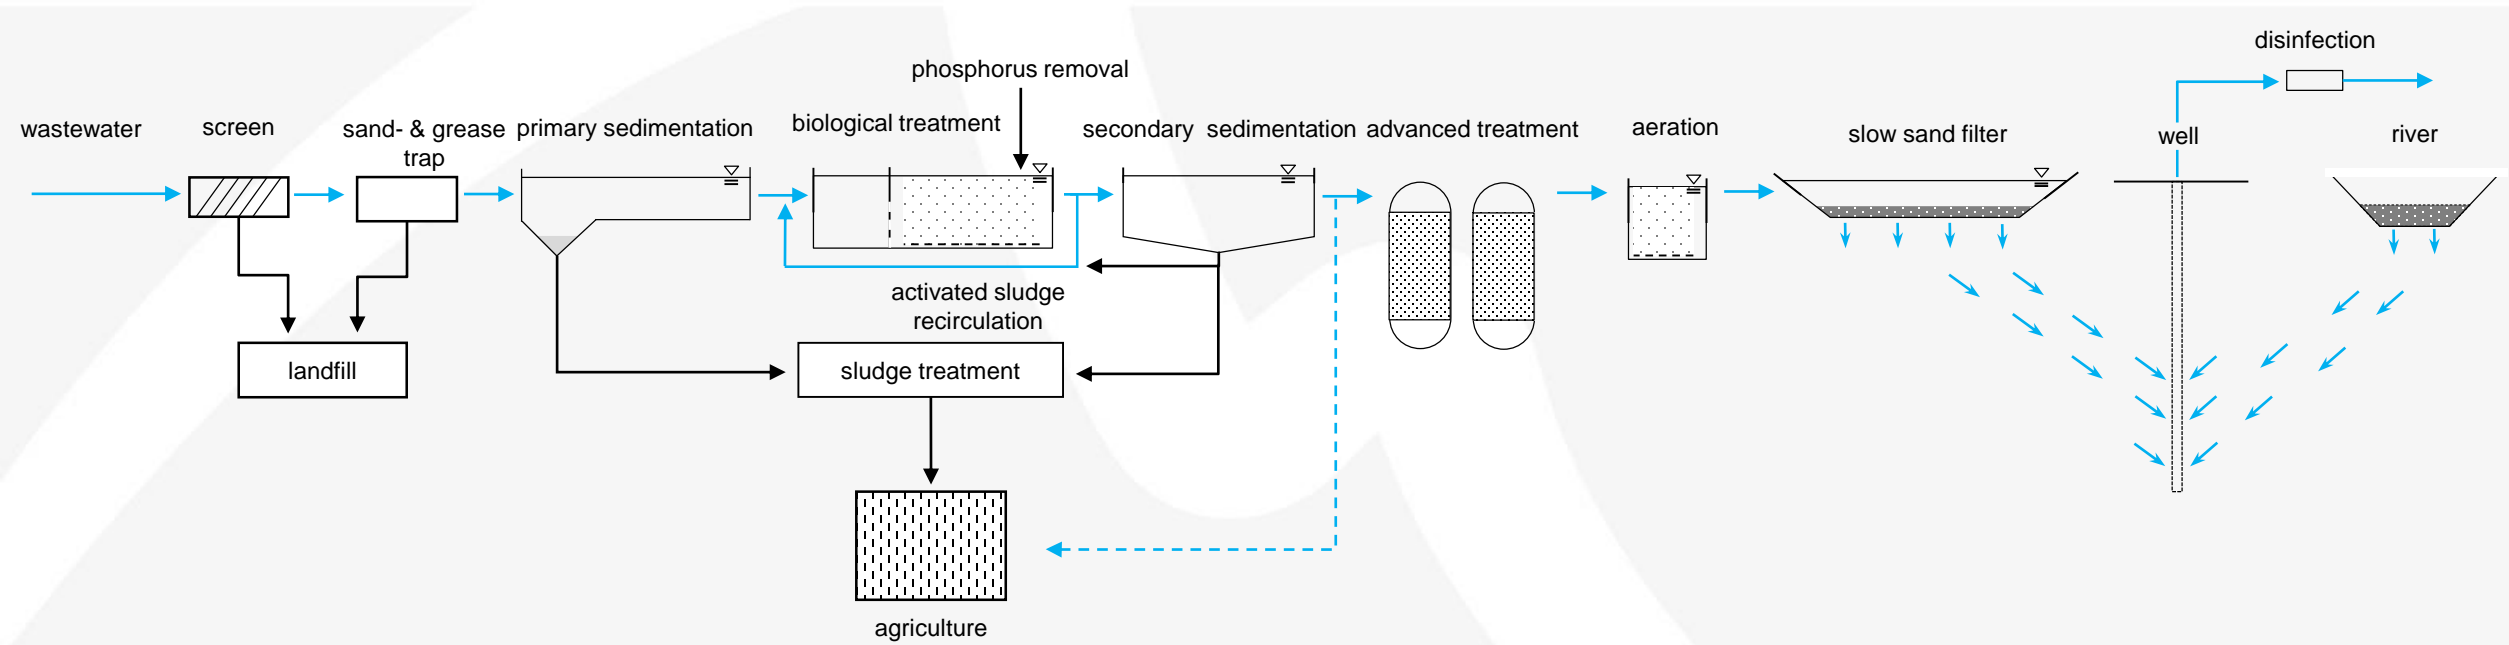 disinfection
phosphorus removal
wastewater
screen
sand- & grease
trap
primary sedimentation
biological treatment
secondary sedimentation
advanced treatment
aeration
slow sand filter
well
river
activated sludge
recirculation
landfill
sludge treatment
agriculture